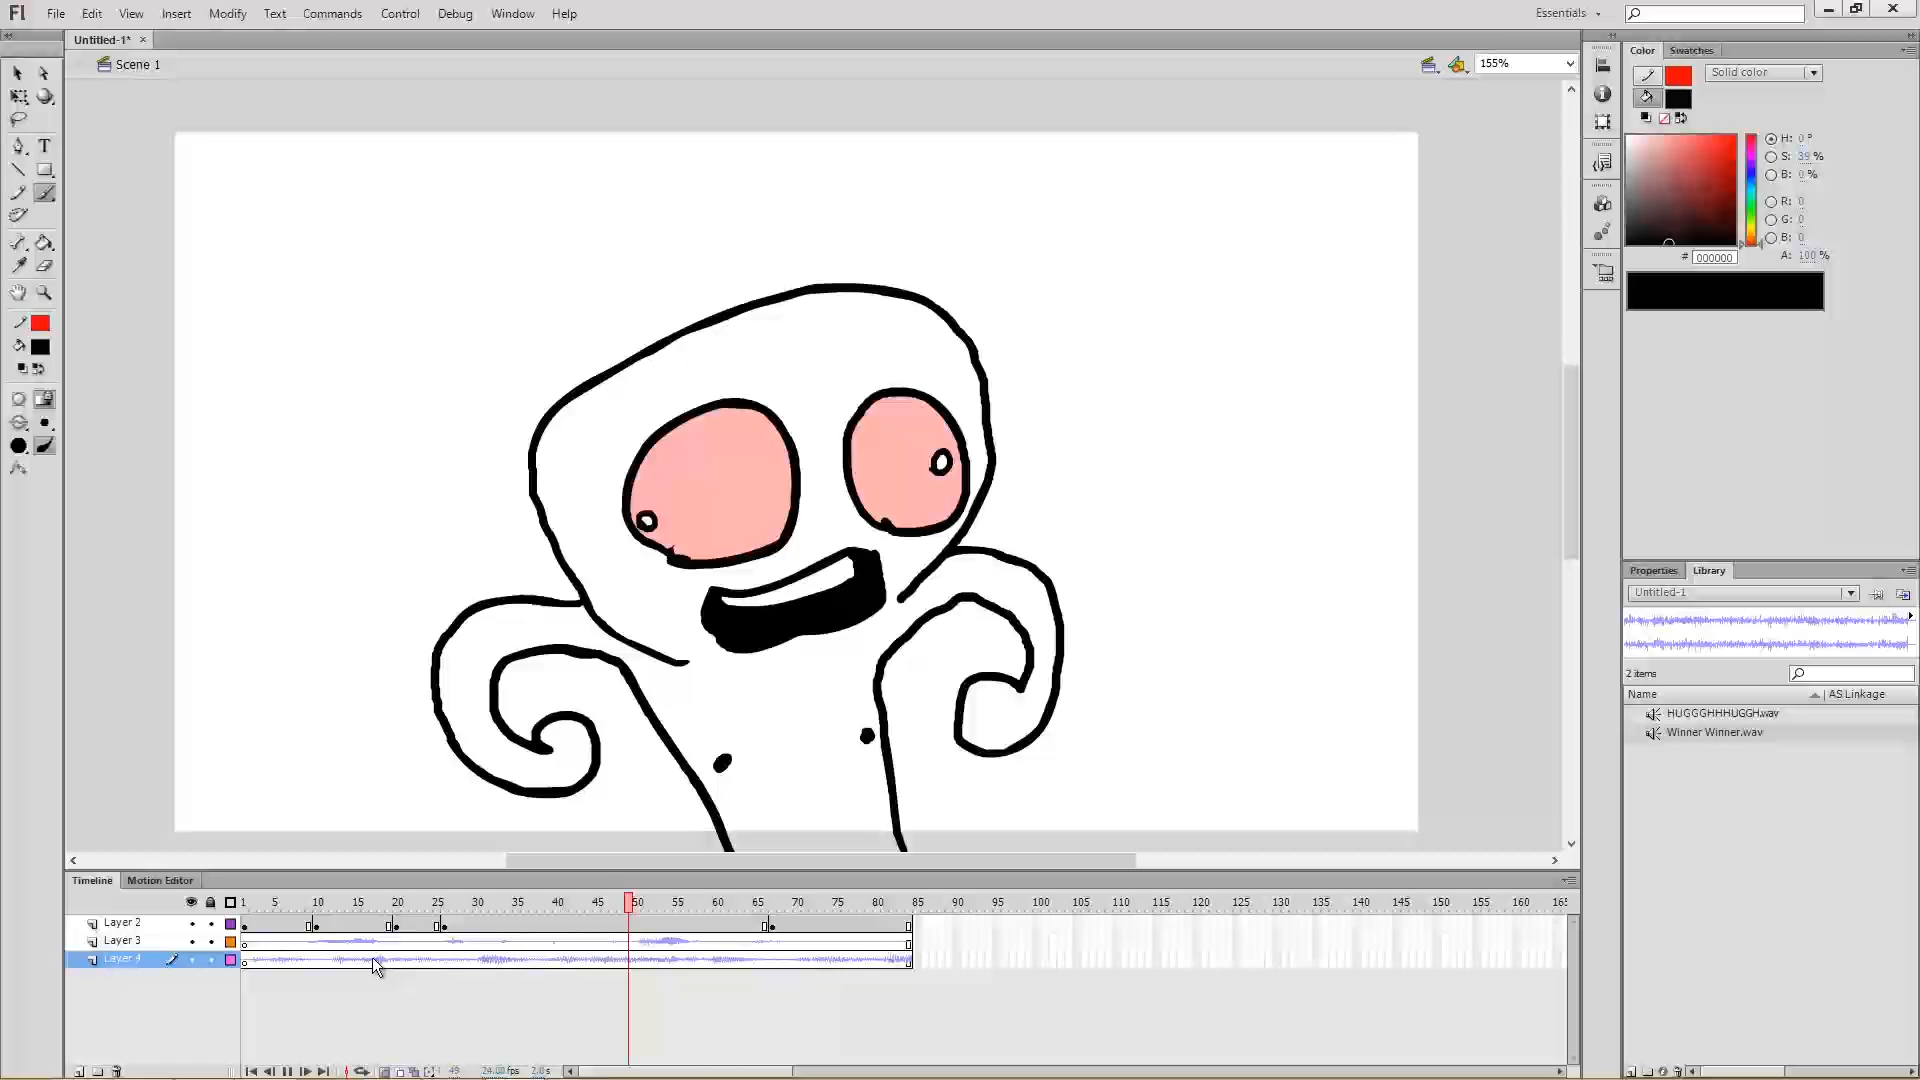 Fl File Edit View Insert Modify Text Commands Control Debug Window Help Essentials
Untitled-1*
Scene 1
155%
Color Swatches
Solid color
H: 0 °
S: 39 %
B: 0 %
R: 0
G: 0
B: 0
# 000000 A: 100 %
Properties Library
Untitled-1
2 items
Name AS Linkage
HUGGGHHHUGGH.wav
Winner Winner.wav
Timeline Motion Editor
1 5 10 15 20 25 30 35 40 45 50 55 60 65 70 75 80 85 90 95 100 105 110 115 120 125 130 135 140 145 150 155 160
Layer 2
Layer 3
Layer 4
49 24.00 fps 2.0 s